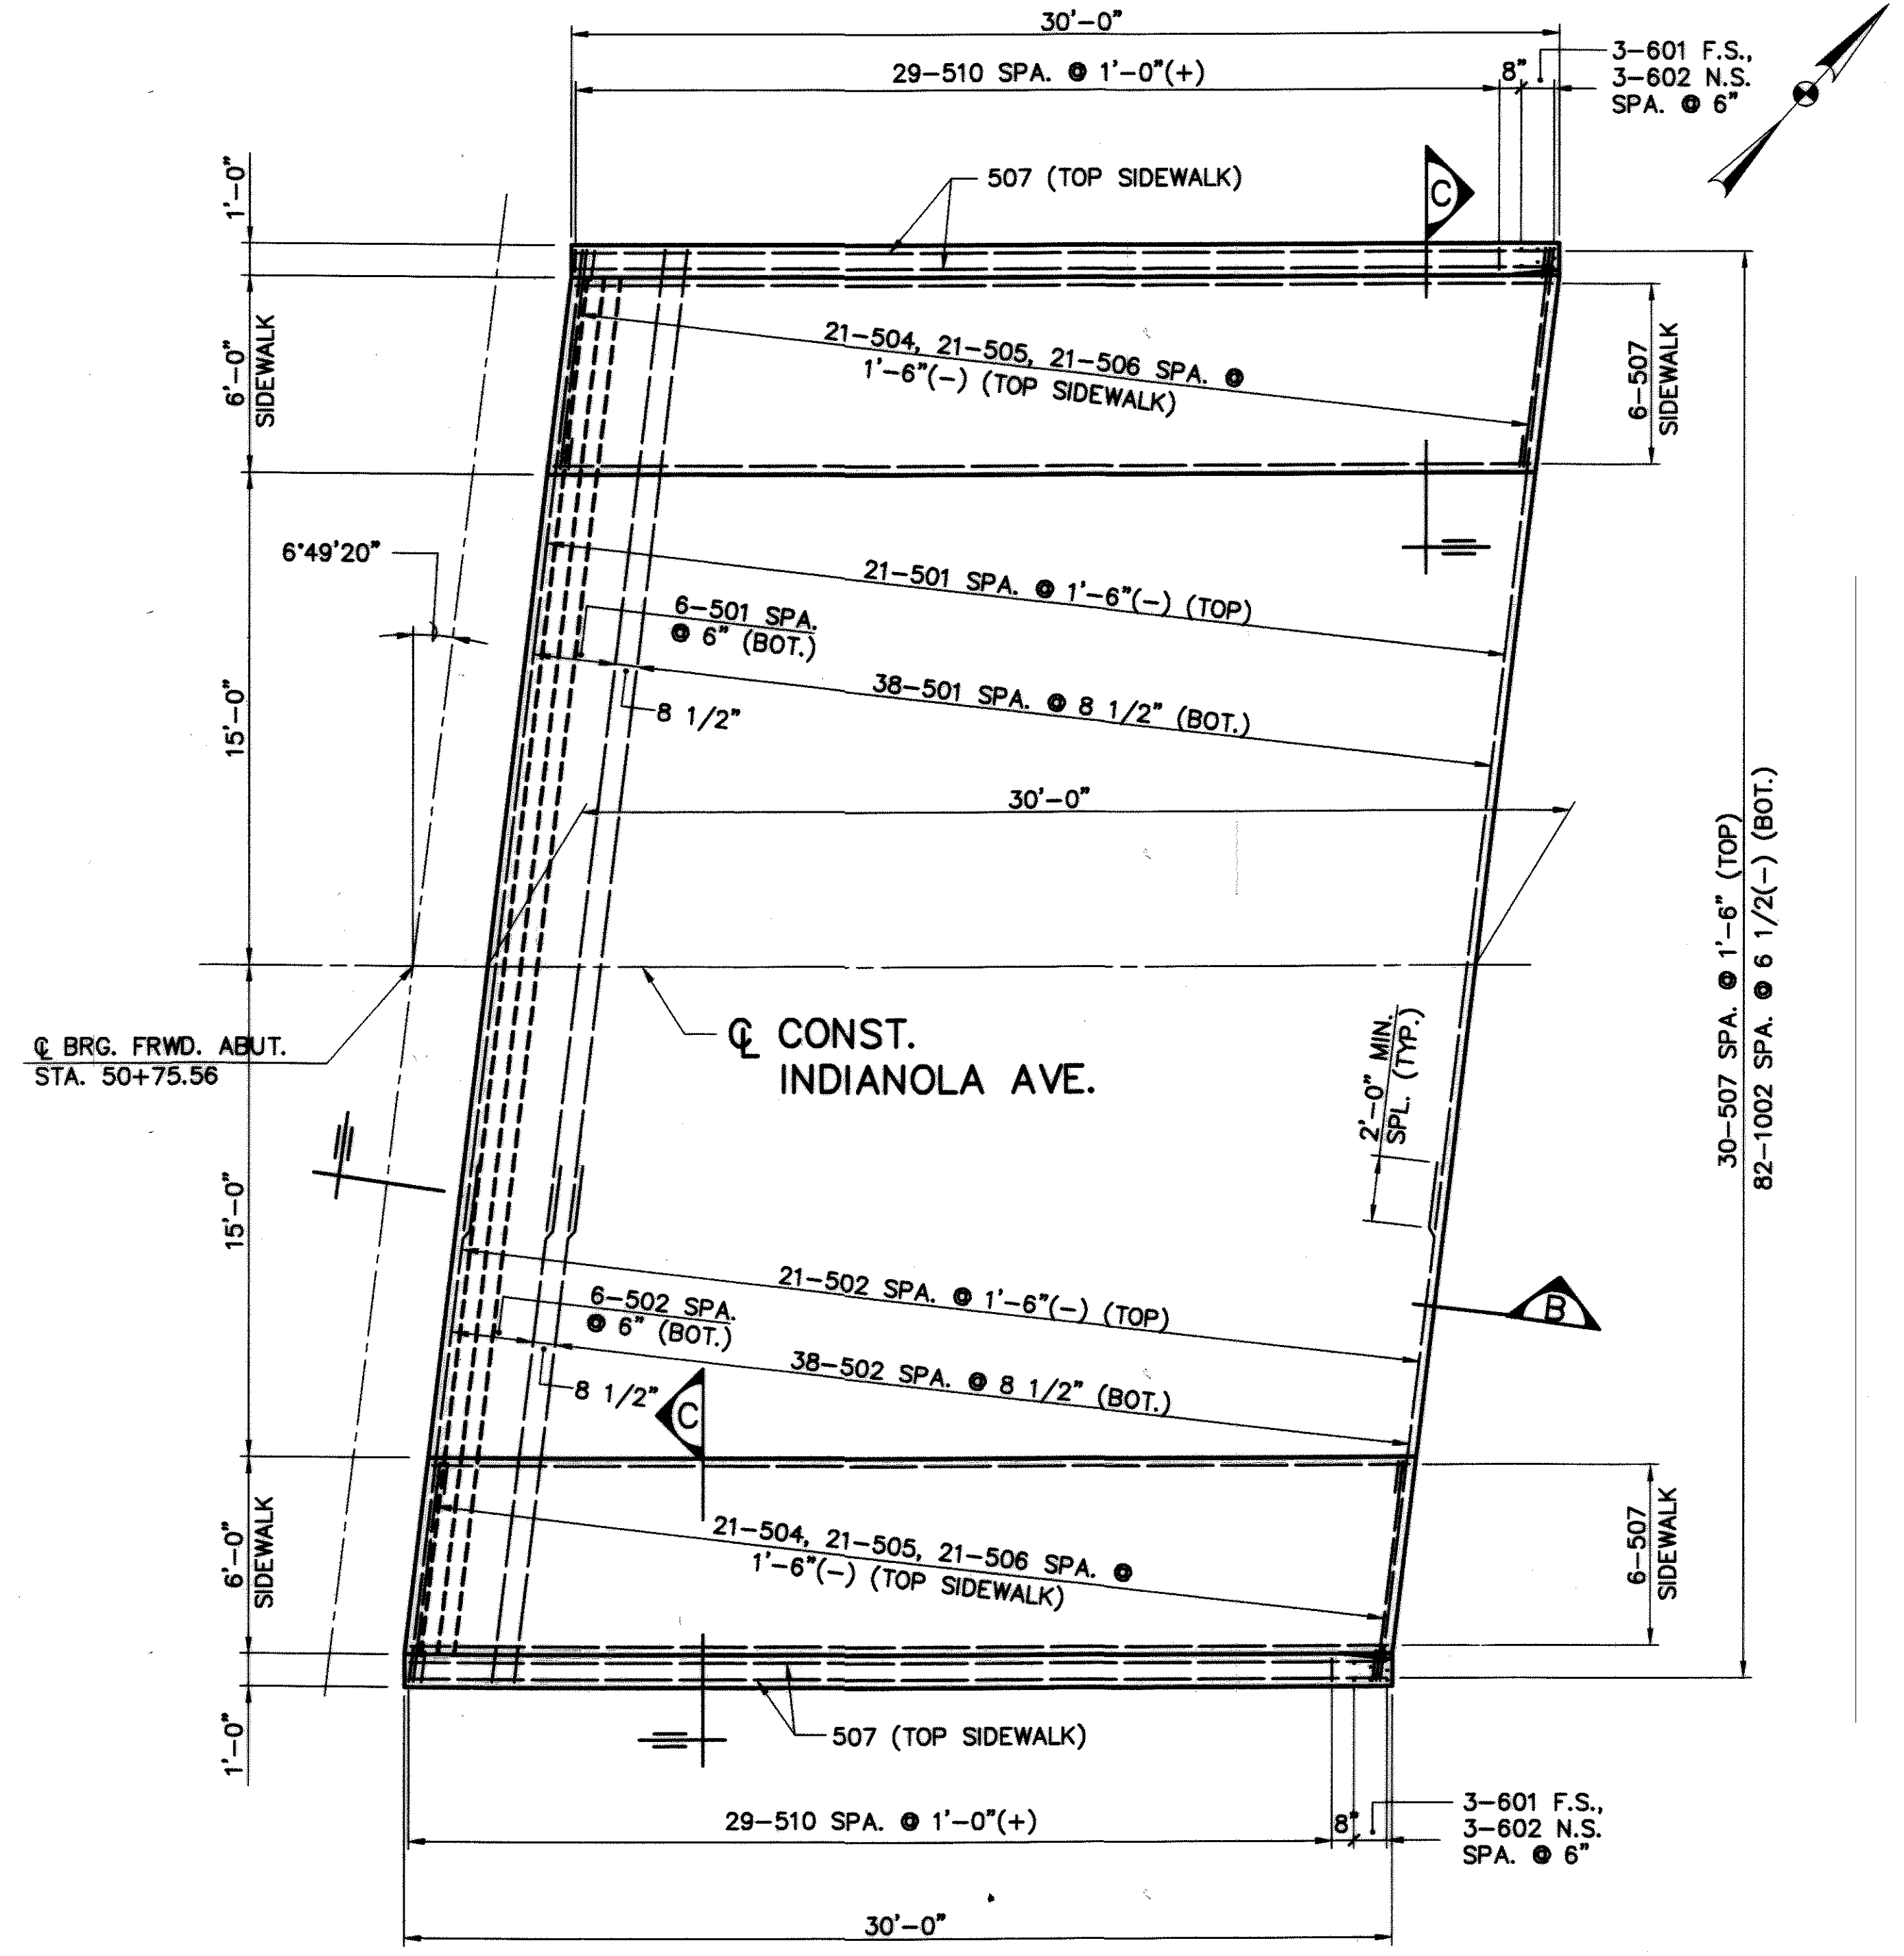 30'-0"
29-510 SPA. @ 1'-0"(+)
8"
3-601 F.S.,
3-602 N.S.
SPA. @ 6"
1'-0"
507 (TOP SIDEWALK)
C
6'-0"
SIDEWALK
21-504, 21-505, 21-506 SPA. @
1'-6"(-) (TOP SIDEWALK)
6-507
SIDEWALK
6°49'20"
21-501 SPA. @ 1'-6"(-) (TOP)
6-501 SPA.
@ 6" (BOT.)
38-501 SPA. @ 8 1/2" (BOT.)
8 1/2"
15'-0"
30'-0"
30-507 SPA. @ 1'-6" (TOP)
82-1002 SPA. @ 6 1/2(-) (BOT.)
℄ BRG. FRWD. ABUT.
STA. 50+75.56
℄ CONST.
INDIANOLA AVE.
2'-0" MIN.
SPL. (TYP.)
15'-0"
21-502 SPA. @ 1'-6"(-) (TOP)
6-502 SPA.
@ 6" (BOT.)
B
38-502 SPA. @ 8 1/2" (BOT.)
8 1/2"
C
6'-0"
SIDEWALK
21-504, 21-505, 21-506 SPA. @
1'-6"(-) (TOP SIDEWALK)
6-507
SIDEWALK
1'-0"
507 (TOP SIDEWALK)
29-510 SPA. @ 1'-0"(+)
8"
3-601 F.S.,
3-602 N.S.
SPA. @ 6"
30'-0"